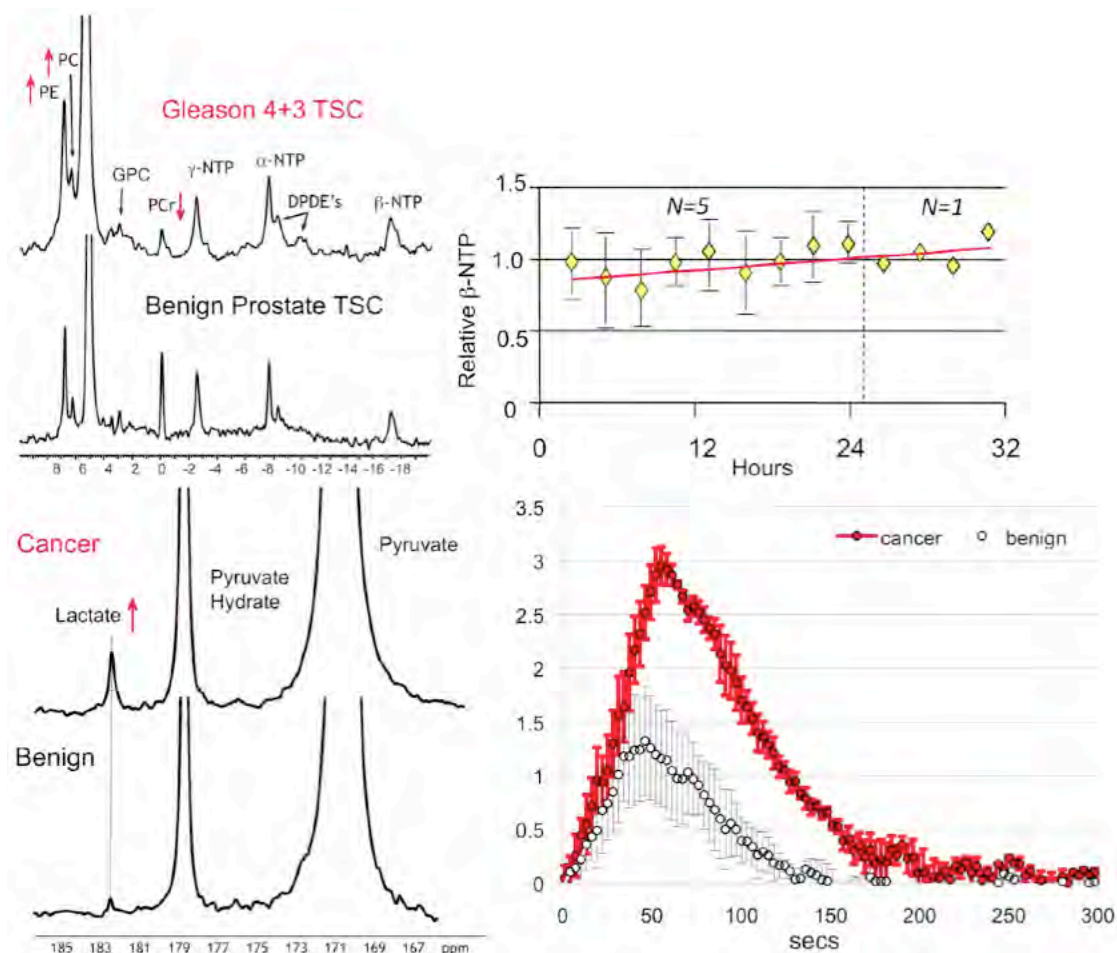 PC
PE
Gleason 4+3 TSC
GPC
PCr
γ-NTP
α-NTP
DPDE's
β-NTP
Benign Prostate TSC
8 6 4 2 0 -2 -4 -6 -8 -10 -12 -14 -16 -18
1.5
1.0
0.5
0
Relative β-NTP
N=5
N=1
0 12 24 32
Hours
Cancer
Lactate
Pyruvate
Hydrate
Pyruvate
Benign
185 183 181 179 177 175 173 171 169 167 ppm
3.5
3
2.5
2
1.5
1
0.5
0
cancer benign
0 50 100 150 200 250 300
secs